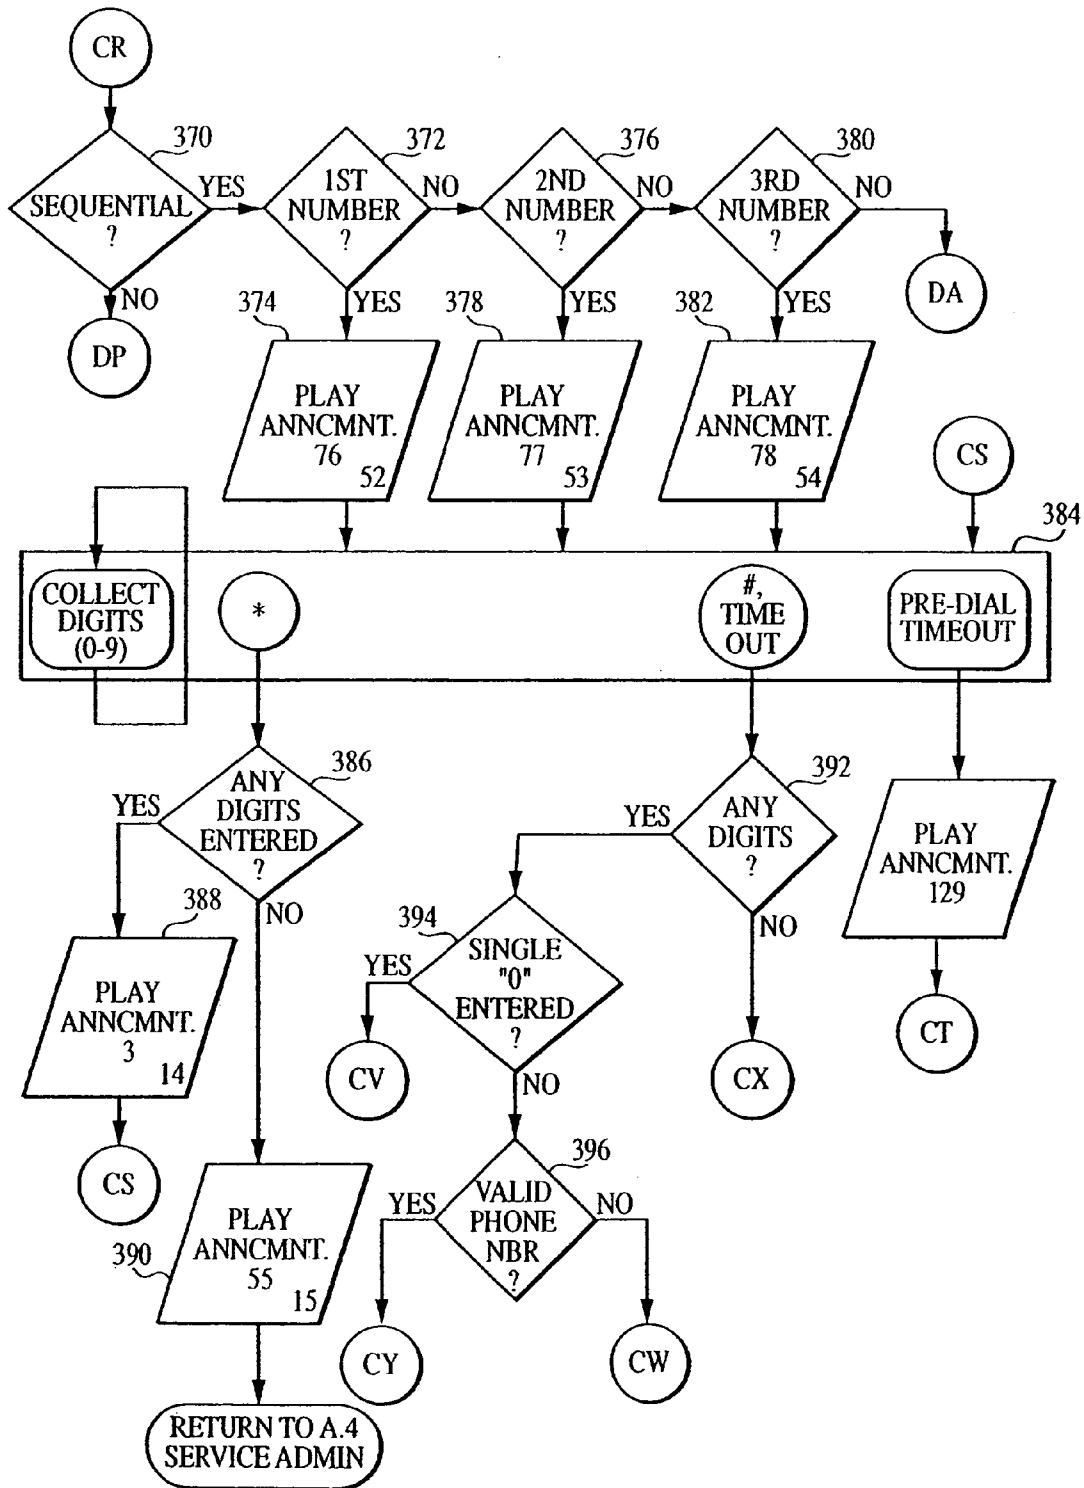 CR
370
372
376
380
SEQUENTIAL
?
YES
1ST
NUMBER
?
NO
2ND
NUMBER
?
NO
3RD
NUMBER
?
NO
DA
NO
DP
374
YES
378
YES
382
YES
PLAY
ANNCMNT.
76
52
PLAY
ANNCMNT.
77
53
PLAY
ANNCMNT.
78
54
CS
384
COLLECT
DIGITS
(0-9)
*
#,
TIME
OUT
PRE-DIAL
TIMEOUT
386
ANY
DIGITS
ENTERED
?
YES
NO
392
ANY
DIGITS
?
YES
NO
PLAY
ANNCMNT.
129
388
PLAY
ANNCMNT.
3
14
394
SINGLE
"0"
ENTERED
?
YES
NO
CV
CX
CT
CS
390
PLAY
ANNCMNT.
55
15
396
VALID
PHONE
NBR
?
YES
NO
CY
CW
RETURN TO A.4
SERVICE ADMIN